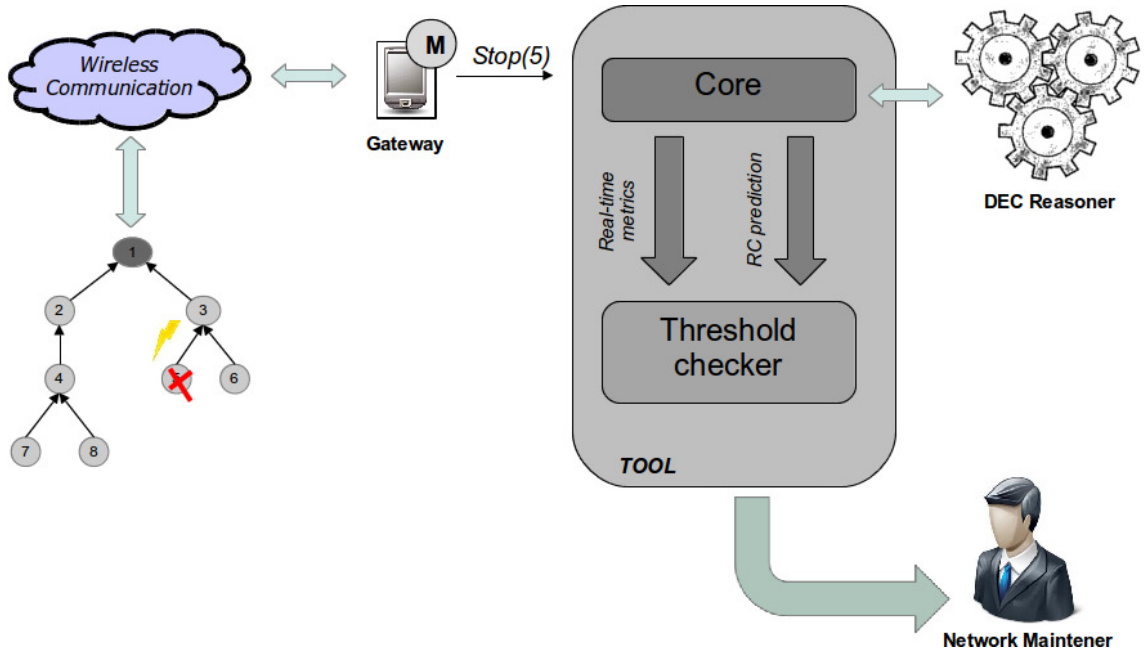 Wireless
Communication
M
Gateway
Stop(5)
Core
Real-time
metrics
RC prediction
Threshold
checker
TOOL
DEC Reasoner
1
2
3
4
6
7
8
Network Maintener